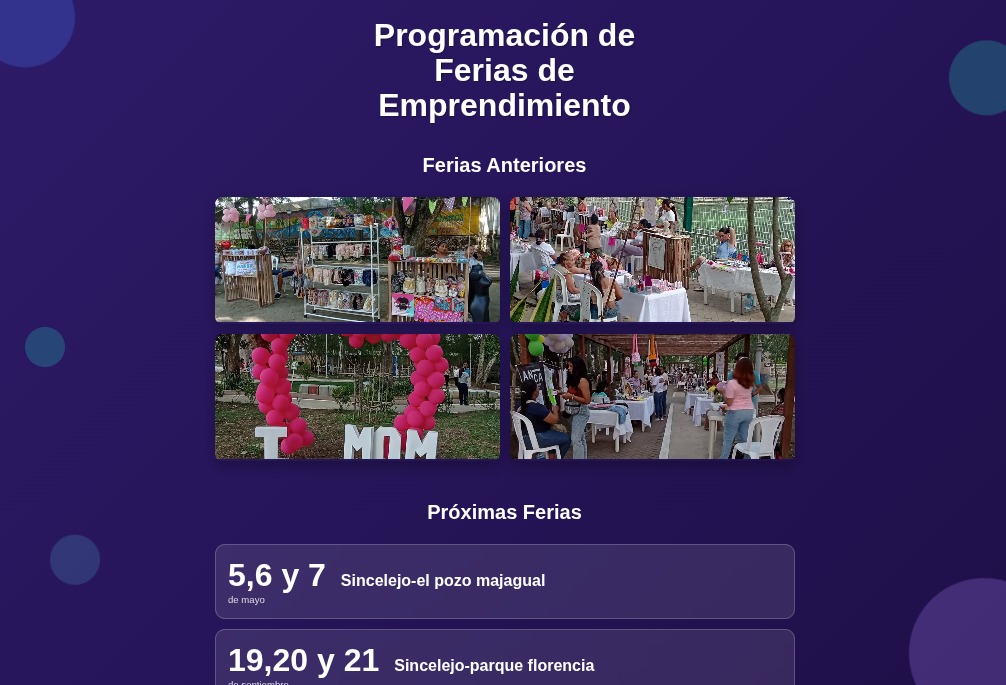 Programación de
Ferias de
Emprendimiento
Ferias Anteriores
I MOM
Próximas Ferias
5,6 y 7 Sincelejo-el pozo majagual
de mayo
19,20 y 21 Sincelejo-parque florencia
de septiembre